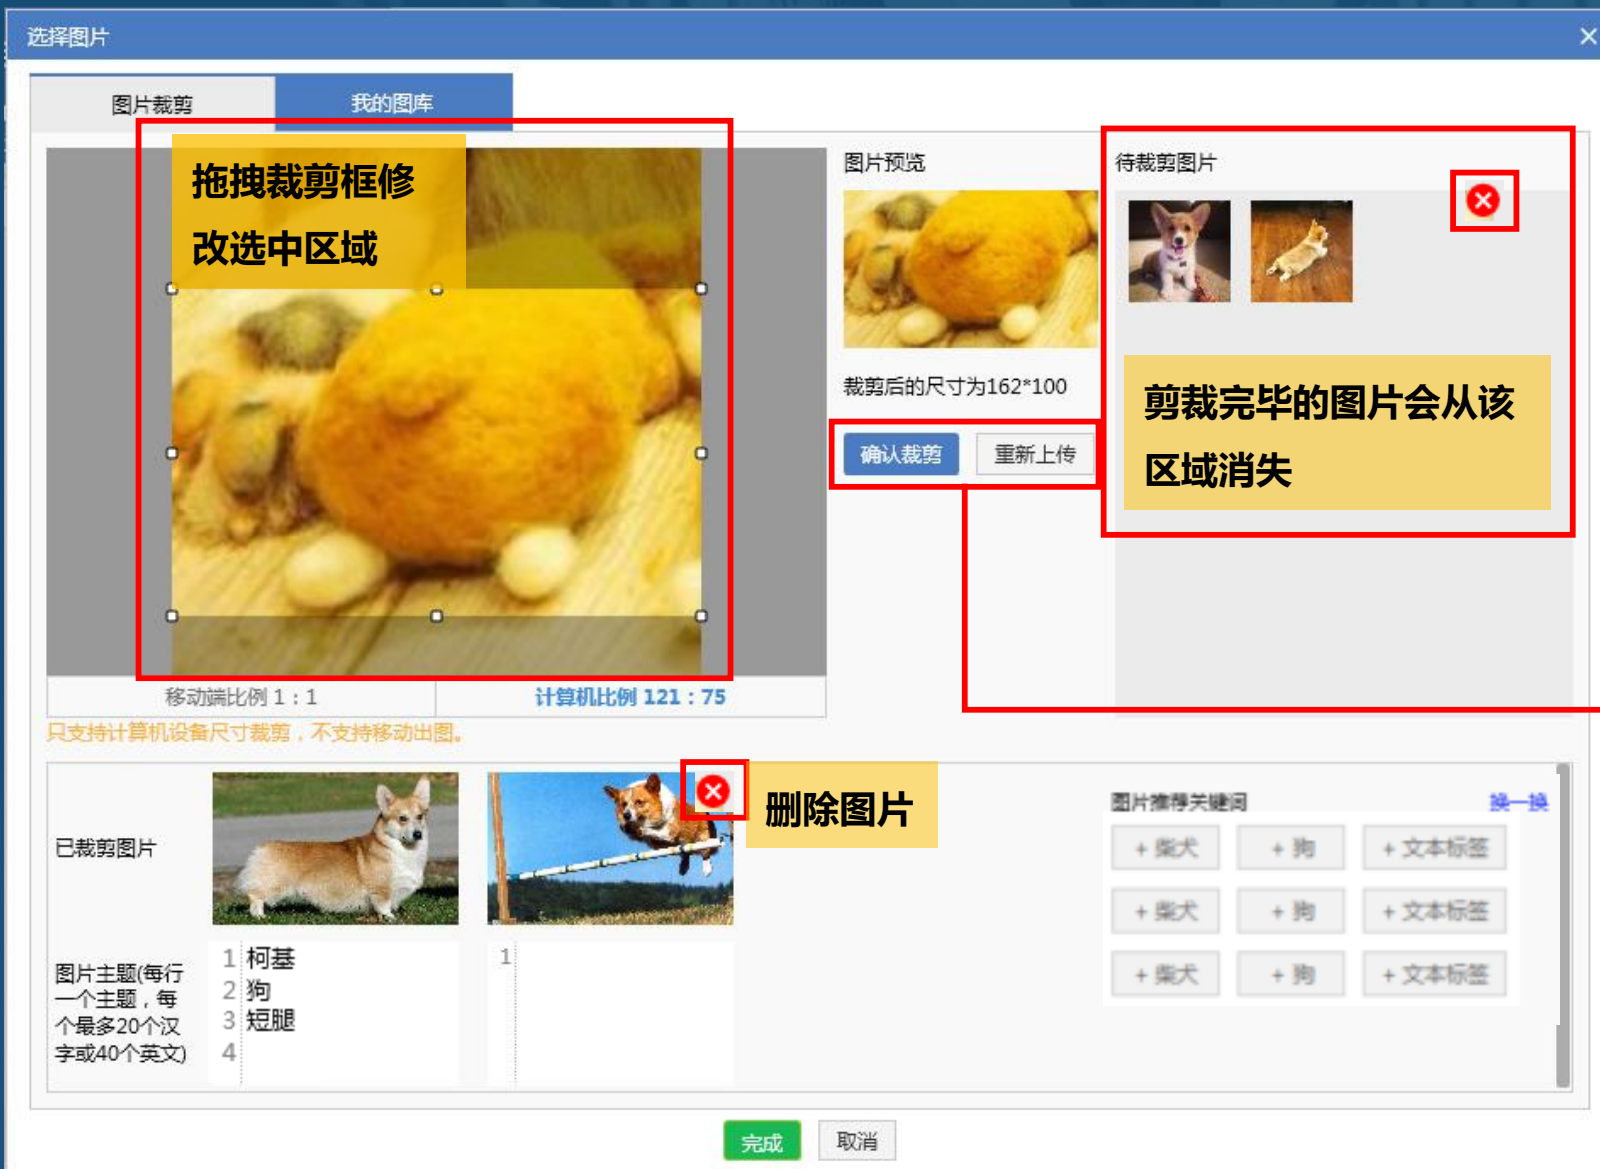 选择图片
图片裁剪
我的图库
拖拽裁剪框修
改选中区域
图片预览
待裁剪图片
裁剪后的尺寸为162*100
确认裁剪
重新上传
剪裁完毕的图片会从该
区域消失
移动端比例 1：1
计算机比例 121：75
只支持计算机设备尺寸裁剪，不支持移动出图。
已裁剪图片
删除图片
图片推荐关键词
换一换
+ 柴犬
+ 狗
+ 文本标签
+ 柴犬
+ 狗
+ 文本标签
+ 柴犬
+ 狗
+ 文本标签
图片主题(每行
一个主题，每
个最多20个汉
字或40个英文)
1 柯基
2 狗
3 短腿
4
1
完成
取消